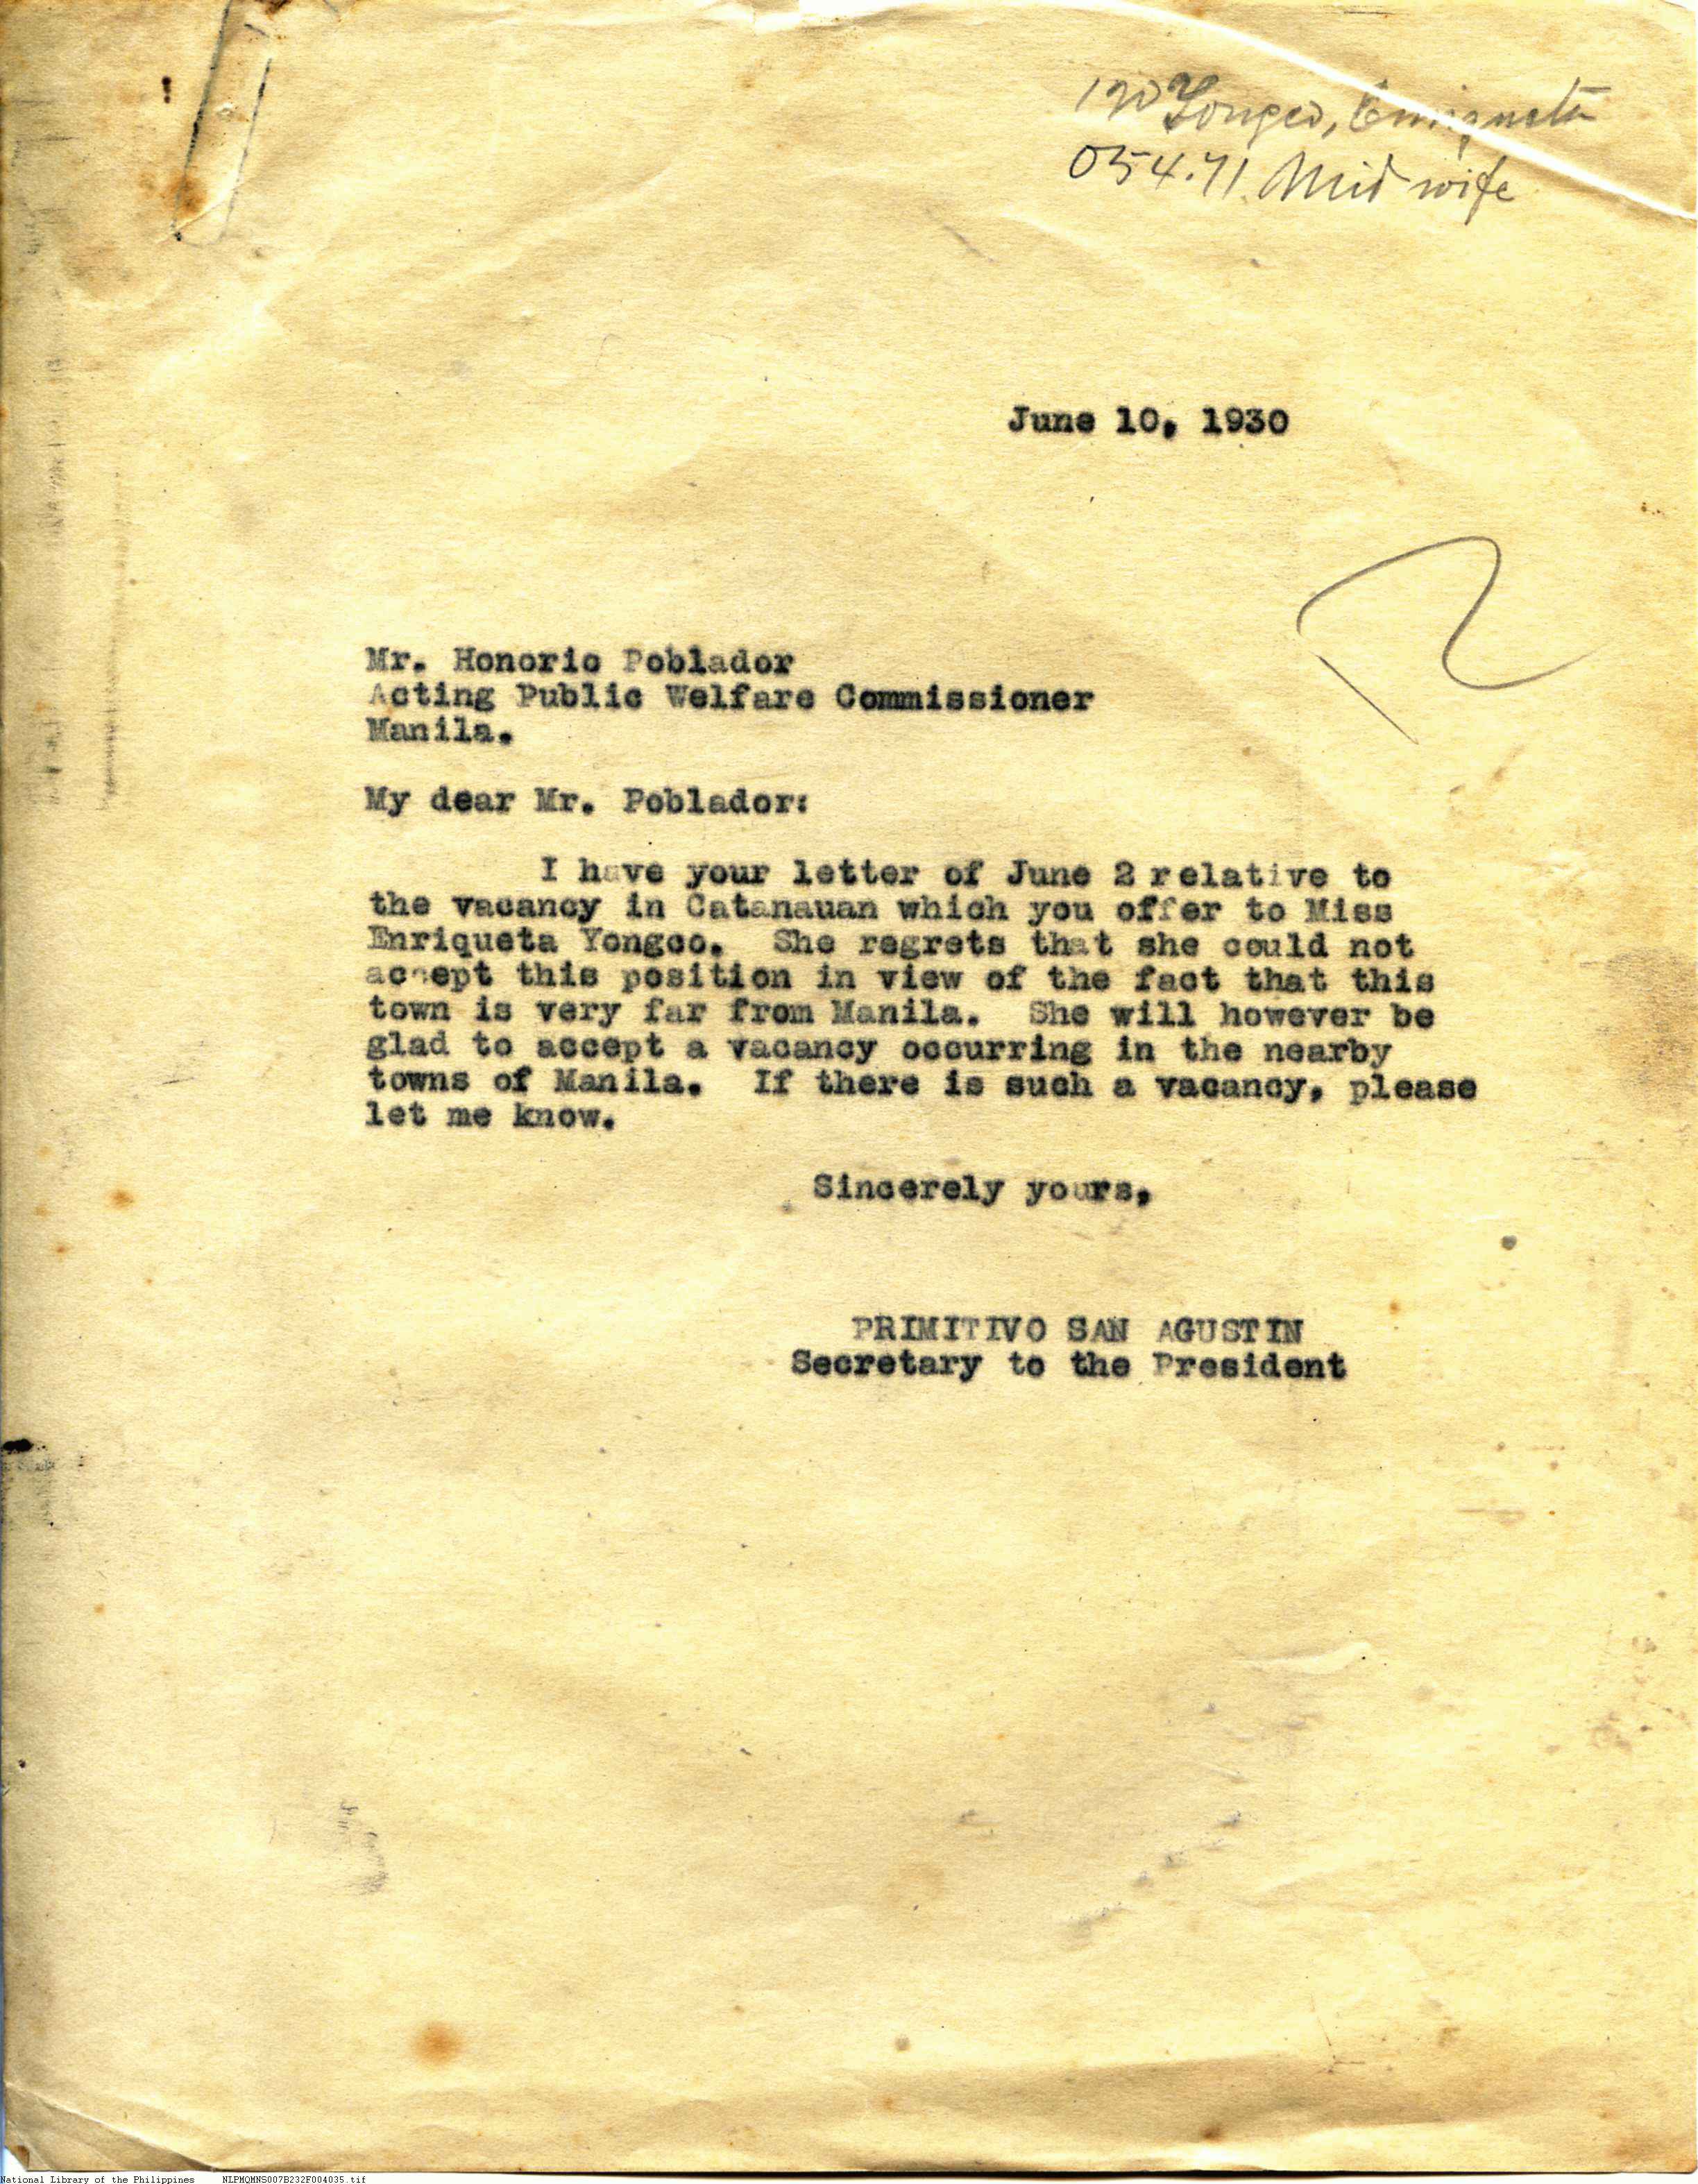 190 Yongco, Enriqueta
054.71 Midwife
June 10, 1930
Mr. Honorio Poblador
Acting Public Welfare Commissioner
Manila.
My dear Mr. Poblador:
I have your letter of June 2 relative to
the vacancy in Catanauan which you offer to Miss
Enriqueta Yongco. She regrets that she could not
accept this position in view of the fact that this
town is very far from Manila. She will however be
glad to accept a vacancy occurring in the nearby
towns of Manila. If there is such a vacancy, please
let me know.
Sincerely yours,
PRIMITIVO SAN AGUSTIN
Secretary to the President
National Library of the Philippines NLPMQMNS007B232F004035.tif